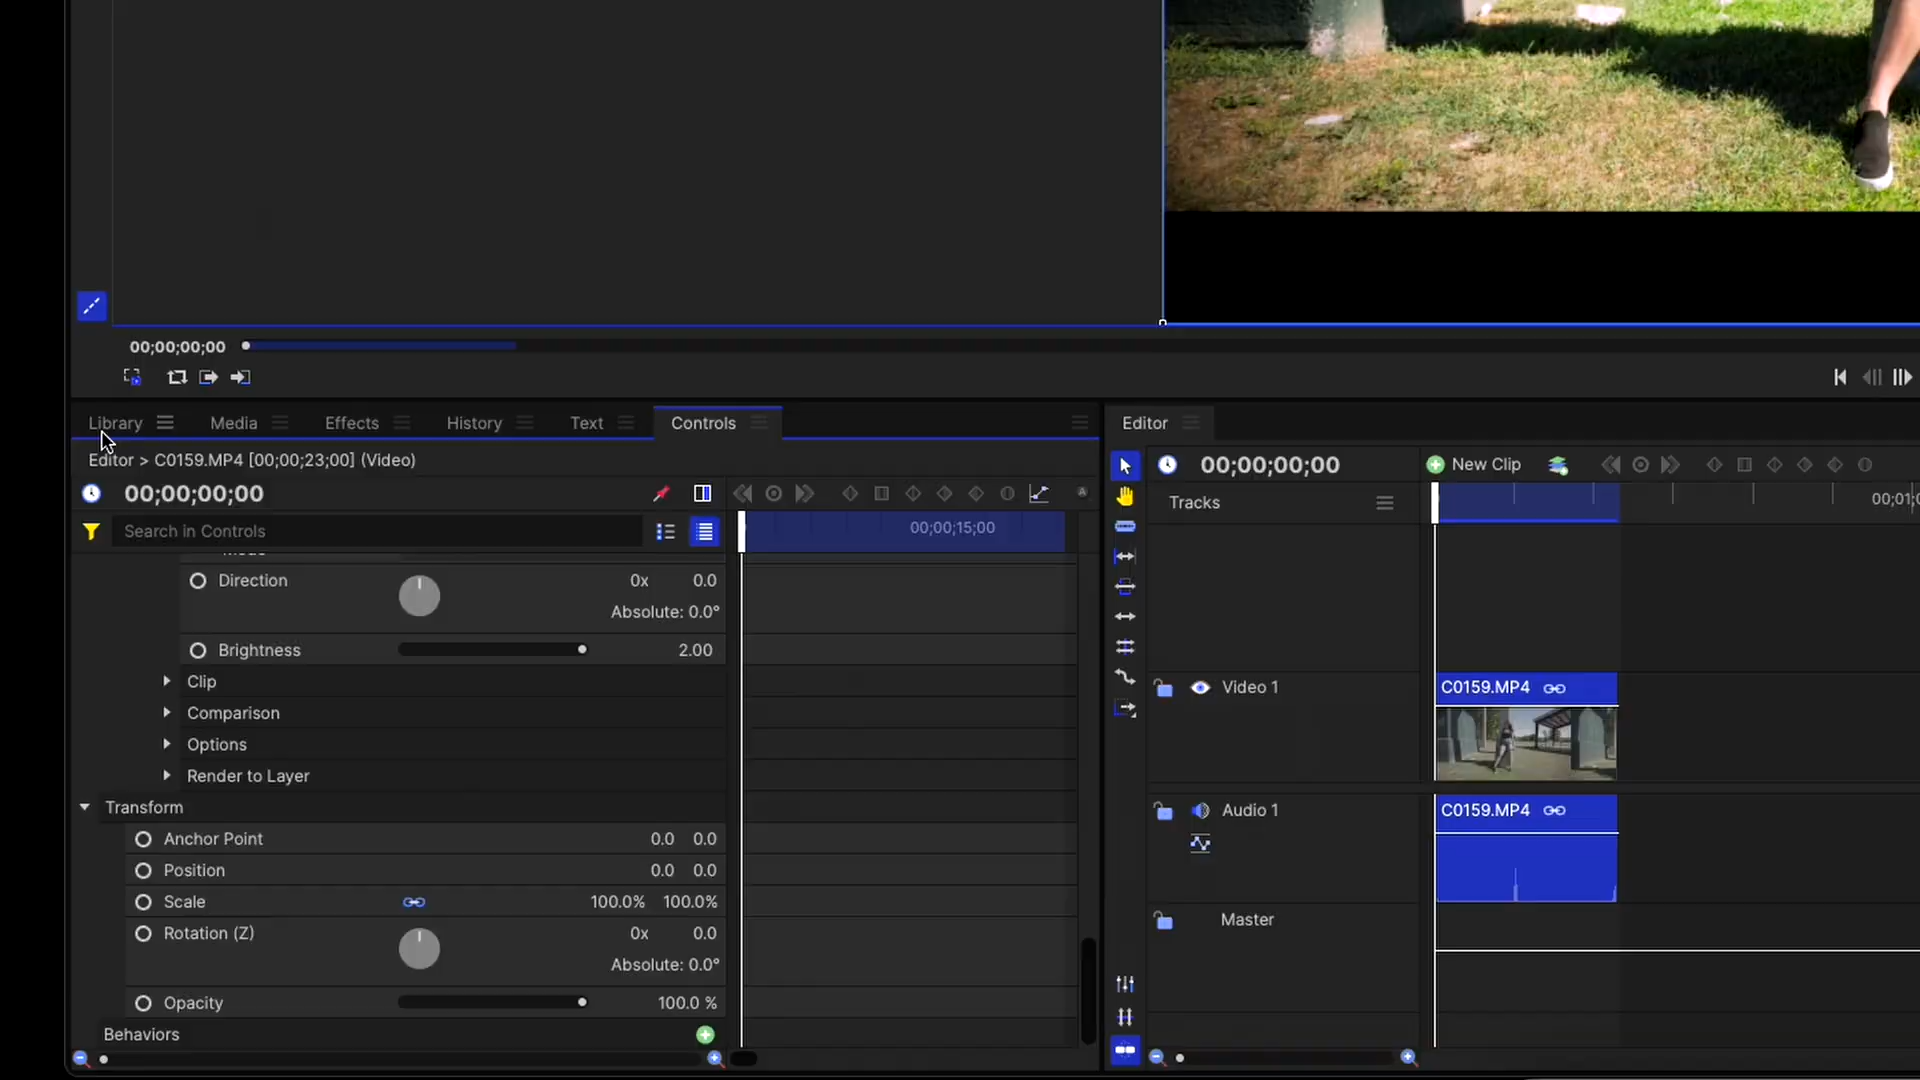 00;00;00;00
Library
Media
Effects
History
Text
Controls
Editor > C0159.MP4 [00;00;23;00] (Video)
00;00;00;00
Search in Controls
00;00;15;00
Direction
0x 0.0
Absolute: 0.0°
Brightness
2.00
Clip
Comparison
Options
Render to Layer
Transform
Anchor Point
0.0 0.0
Position
0.0 0.0
Scale
100.0% 100.0%
Rotation (Z)
0x 0.0
Absolute: 0.0°
Opacity
100.0 %
Behaviors
Editor
00;00;00;00
New Clip
Tracks
Video 1
C0159.MP4
Audio 1
C0159.MP4
Master